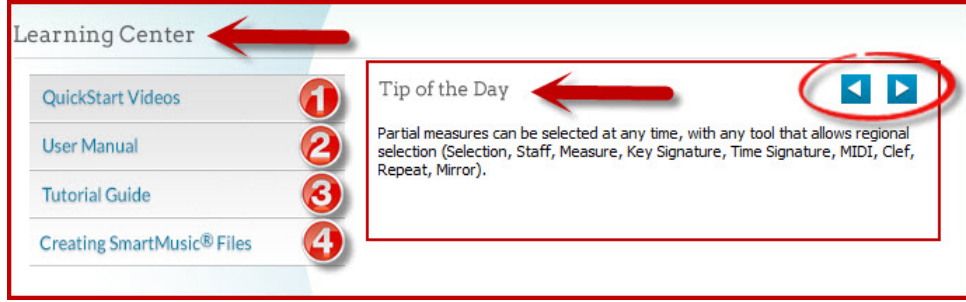 Learning Center
QuickStart Videos 1
User Manual 2
Tutorial Guide 3
Creating SmartMusic® Files 4
Tip of the Day
Partial measures can be selected at any time, with any tool that allows regional
selection (Selection, Staff, Measure, Key Signature, Time Signature, MIDI, Clef,
Repeat, Mirror).